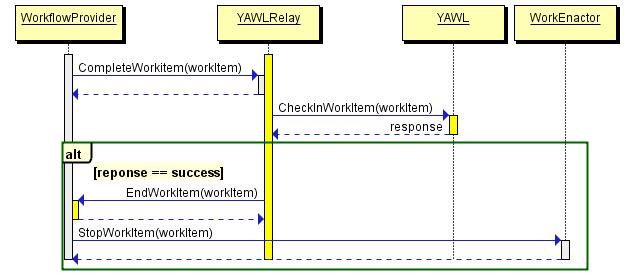 WorkflowProvider YAWLRelay YAWL WorkEnactor
CompleteWorkitem(workItem)
CheckInWorkItem(workItem)
response
alt
[reponse == success]
EndWorkItem(workItem)
StopWorkItem(workItem)